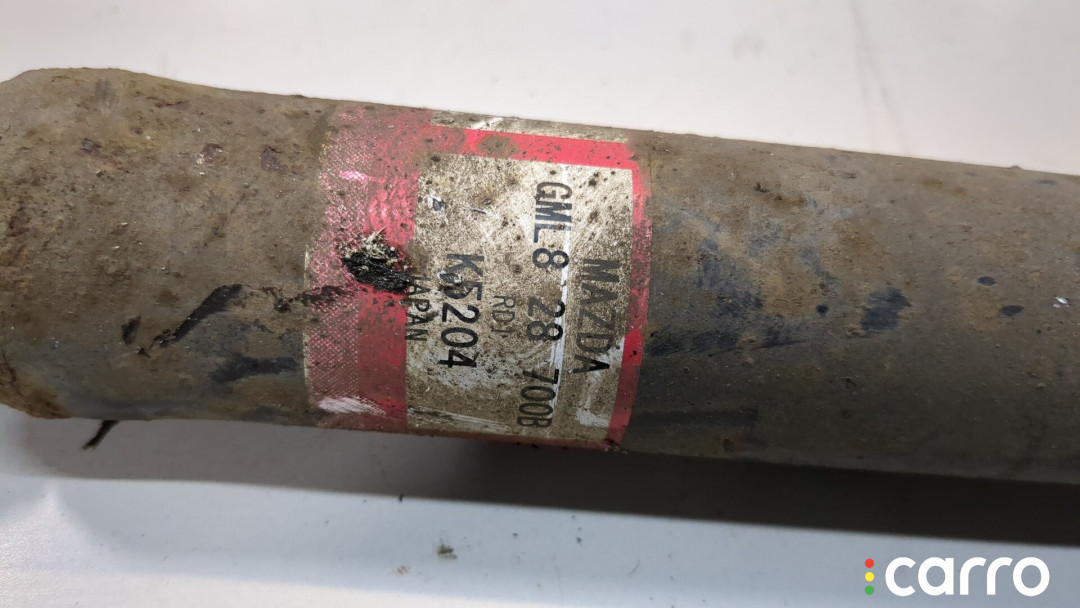 MAZDA
GML8 28 700B
RDJ
K5204
JAPAN
carro